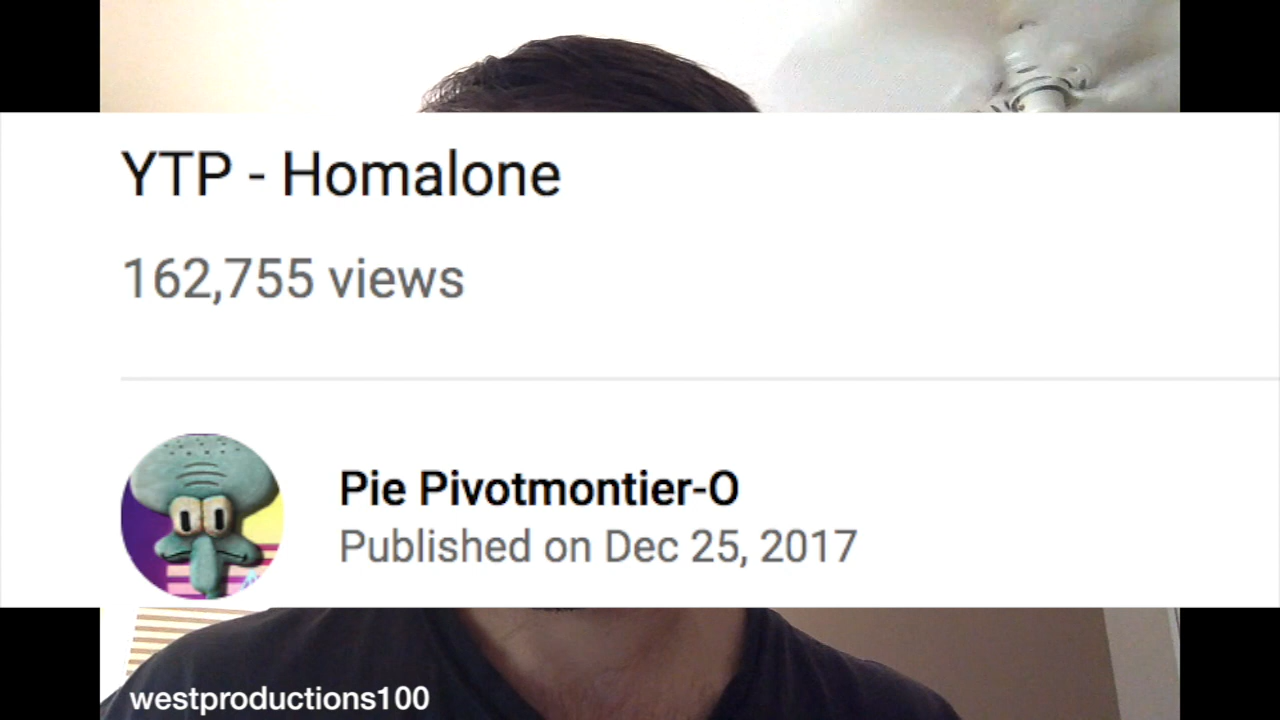 YTP - Homalone
162,755 views
Pie Pivotmontier-O
Published on Dec 25, 2017
westproductions100